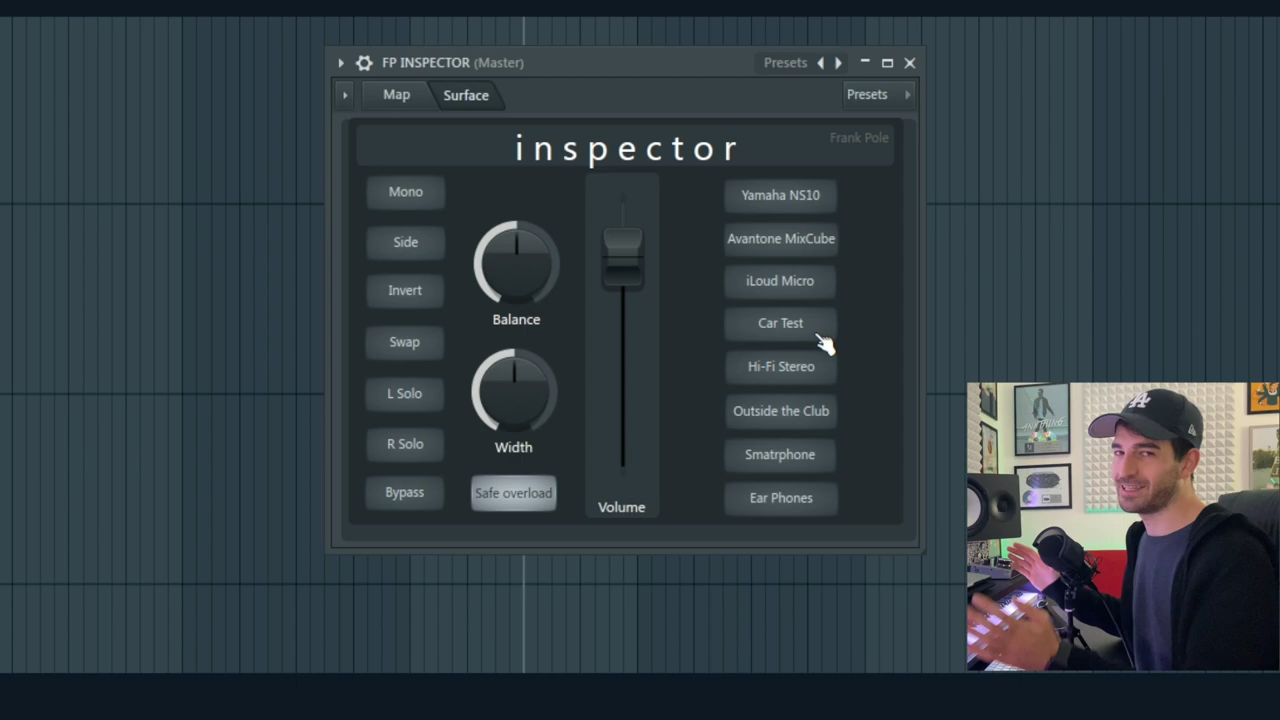 FP INSPECTOR (Master)
Presets
Map
Surface
Presets
inspector
Frank Pole
Mono
Side
Invert
Swap
L Solo
R Solo
Bypass
Balance
Width
Safe overload
Volume
Yamaha NS10
Avantone MixCube
iLoud Micro
Car Test
Hi-Fi Stereo
Outside the Club
Smatrphone
Ear Phones
LA